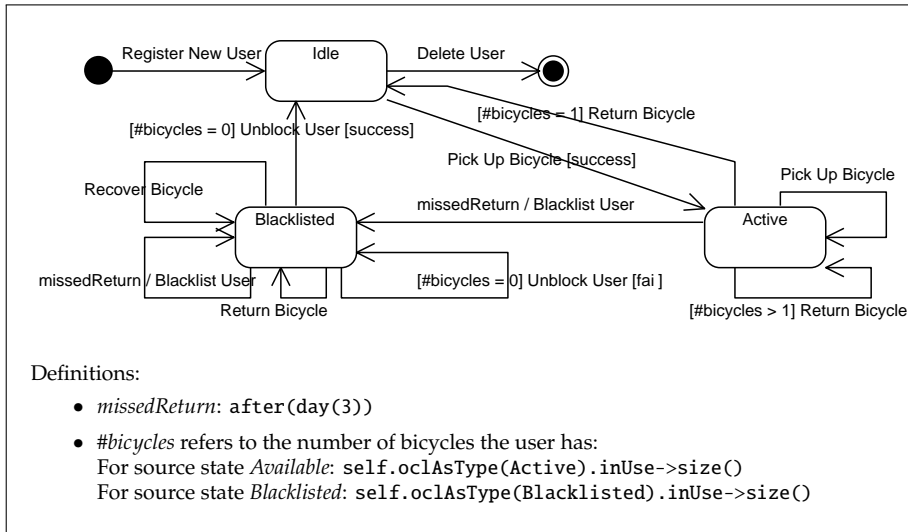 Register New User
Idle
Delete User
[#bicycles = 0] Unblock User [success]
[#bicycles = 1] Return Bicycle
Pick Up Bicycle [success]
Recover Bicycle
Pick Up Bicycle
Blacklisted
missedReturn / Blacklist User
Active
missedReturn / Blacklist User
[#bicycles = 0] Unblock User [fai ]
Return Bicycle
[#bicycles > 1] Return Bicycle
Definitions:
• missedReturn: after(day(3))
• #bicycles refers to the number of bicycles the user has:
For source state Available: self.oclAsType(Active).inUse->size()
For source state Blacklisted: self.oclAsType(Blacklisted).inUse->size()